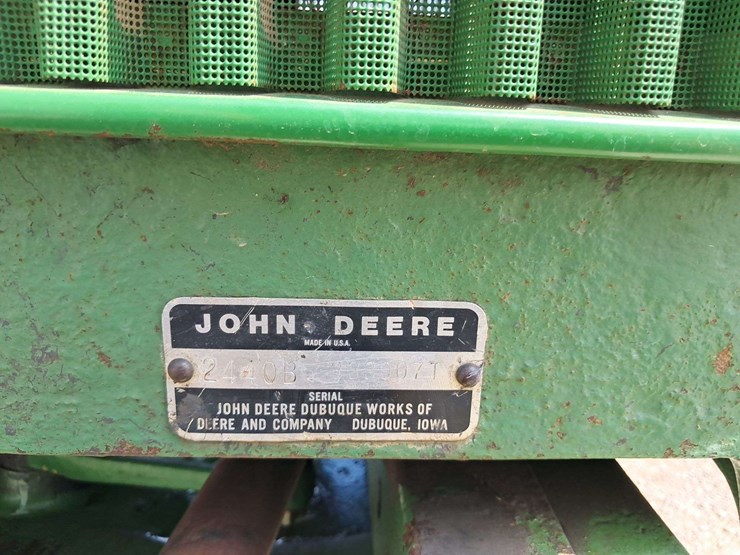 JOHN DEERE
MADE IN U.S.A.
SERIAL
JOHN DEERE DUBUQUE WORKS OF
DEERE AND COMPANY DUBUQUE, IOWA